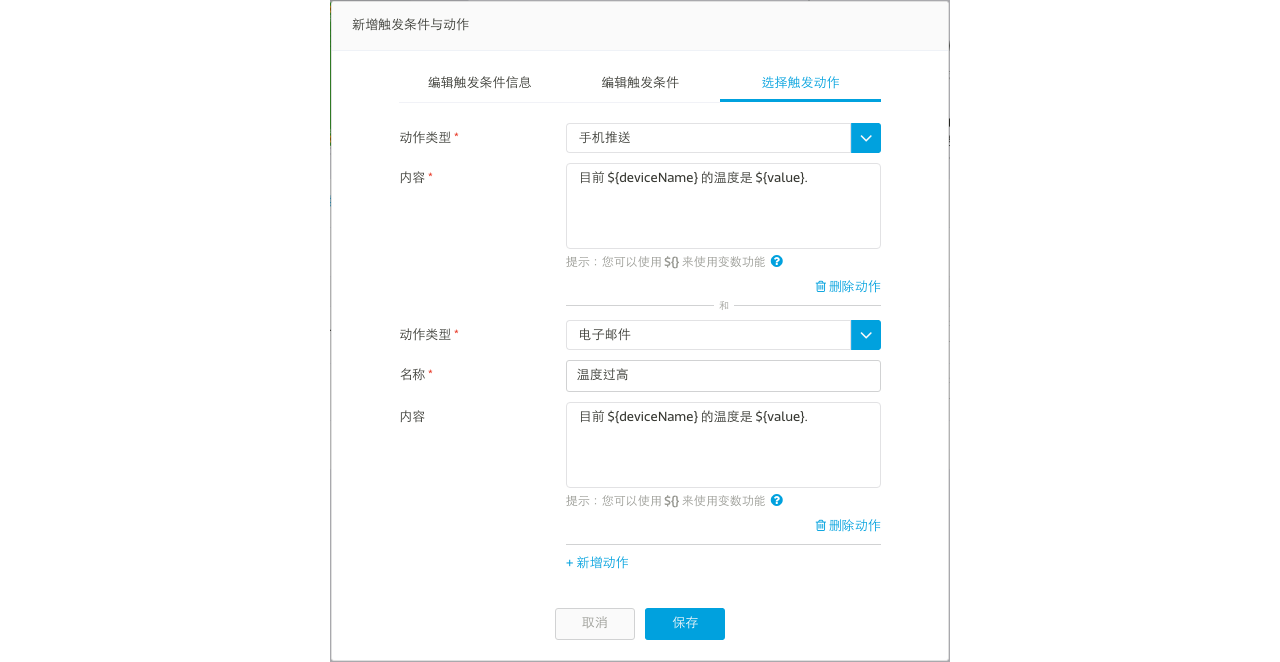 新增触发条件与动作
编辑触发条件信息 编辑触发条件 选择触发动作
动作类型 * 手机推送
内容 * 目前 ${deviceName} 的温度是 ${value}.
提示：您可以使用 ${} 来使用变数功能 ?
删除动作
和
动作类型 * 电子邮件
名称 * 温度过高
内容 目前 ${deviceName} 的温度是 ${value}.
提示：您可以使用 ${} 来使用变数功能 ?
删除动作
+ 新增动作
取消 保存